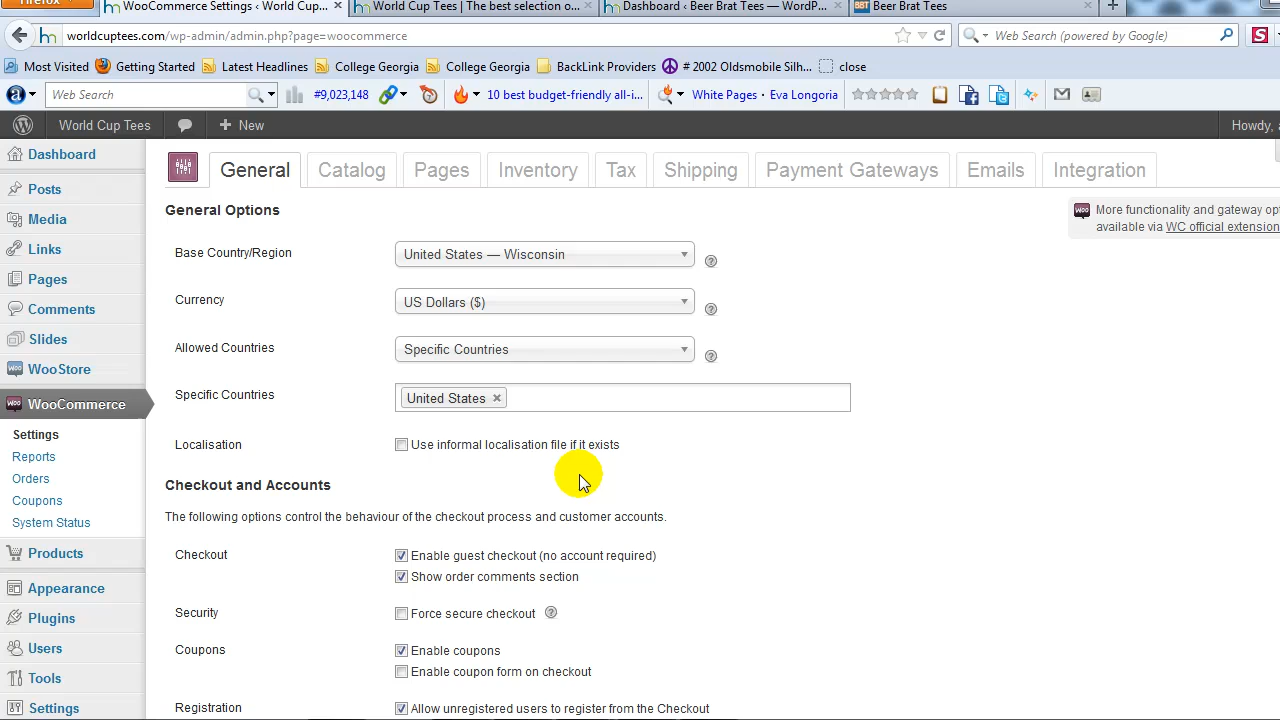 Firefox
WooCommerce Settings ‹ World Cup... ×
World Cup Tees | The best selection o... ×
Dashboard ‹ Beer Brat Tees — WordP... ×
BBT Beer Brat Tees ×
worldcuptees.com/wp-admin/admin.php?page=woocommerce
Web Search (powered by Google)
S
Most Visited Getting Started Latest Headlines College Georgia College Georgia BackLink Providers # 2002 Oldsmobile Silh... close
a Web Search #9,023,148 10 best budget-friendly all-i... White Pages · Eva Longoria
World Cup Tees + New Howdy,
Dashboard
Posts
Media
Links
Pages
Comments
Slides
WooStore
WooCommerce
Settings
Reports
Orders
Coupons
System Status
Products
Appearance
Plugins
Users
Tools
Settings
General Catalog Pages Inventory Tax Shipping Payment Gateways Emails Integration
General Options
WOO More functionality and gateway op
available via WC official extension
Base Country/Region United States — Wisconsin ?
Currency US Dollars ($) ?
Allowed Countries Specific Countries ?
Specific Countries United States ×
Localisation Use informal localisation file if it exists
Checkout and Accounts
The following options control the behaviour of the checkout process and customer accounts.
Checkout Enable guest checkout (no account required)
Show order comments section
Security Force secure checkout ?
Coupons Enable coupons
Enable coupon form on checkout
Registration Allow unregistered users to register from the Checkout